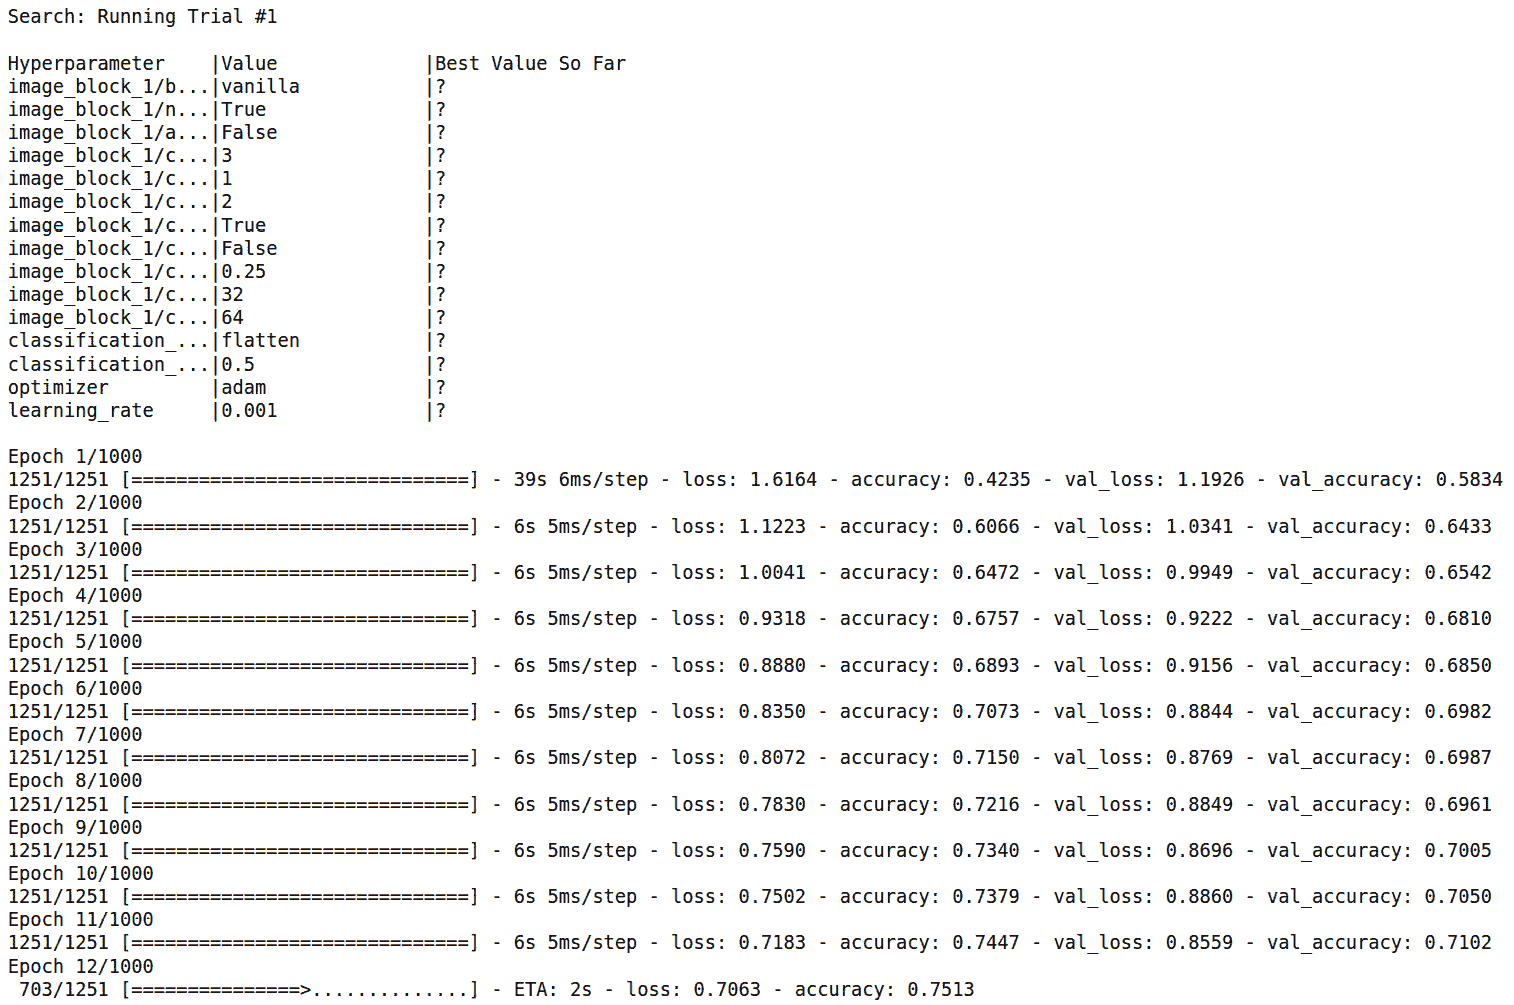 Search: Running Trial #1
Hyperparameter    |Value             |Best Value So Far
image_block_1/b...|vanilla           |?
image_block_1/n...|True              |?
image_block_1/a...|False             |?
image_block_1/c...|3                 |?
image_block_1/c...|1                 |?
image_block_1/c...|2                 |?
image_block_1/c...|True              |?
image_block_1/c...|False             |?
image_block_1/c...|0.25              |?
image_block_1/c...|32                |?
image_block_1/c...|64                |?
classification_...|flatten           |?
classification_...|0.5               |?
optimizer         |adam              |?
learning_rate     |0.001             |?
Epoch 1/1000
1251/1251 [==============================] - 39s 6ms/step - loss: 1.6164 - accuracy: 0.4235 - val_loss: 1.1926 - val_accuracy: 0.5834
Epoch 2/1000
1251/1251 [==============================] - 6s 5ms/step - loss: 1.1223 - accuracy: 0.6066 - val_loss: 1.0341 - val_accuracy: 0.6433
Epoch 3/1000
1251/1251 [==============================] - 6s 5ms/step - loss: 1.0041 - accuracy: 0.6472 - val_loss: 0.9949 - val_accuracy: 0.6542
Epoch 4/1000
1251/1251 [==============================] - 6s 5ms/step - loss: 0.9318 - accuracy: 0.6757 - val_loss: 0.9222 - val_accuracy: 0.6810
Epoch 5/1000
1251/1251 [==============================] - 6s 5ms/step - loss: 0.8880 - accuracy: 0.6893 - val_loss: 0.9156 - val_accuracy: 0.6850
Epoch 6/1000
1251/1251 [==============================] - 6s 5ms/step - loss: 0.8350 - accuracy: 0.7073 - val_loss: 0.8844 - val_accuracy: 0.6982
Epoch 7/1000
1251/1251 [==============================] - 6s 5ms/step - loss: 0.8072 - accuracy: 0.7150 - val_loss: 0.8769 - val_accuracy: 0.6987
Epoch 8/1000
1251/1251 [==============================] - 6s 5ms/step - loss: 0.7830 - accuracy: 0.7216 - val_loss: 0.8849 - val_accuracy: 0.6961
Epoch 9/1000
1251/1251 [==============================] - 6s 5ms/step - loss: 0.7590 - accuracy: 0.7340 - val_loss: 0.8696 - val_accuracy: 0.7005
Epoch 10/1000
1251/1251 [==============================] - 6s 5ms/step - loss: 0.7502 - accuracy: 0.7379 - val_loss: 0.8860 - val_accuracy: 0.7050
Epoch 11/1000
1251/1251 [==============================] - 6s 5ms/step - loss: 0.7183 - accuracy: 0.7447 - val_loss: 0.8559 - val_accuracy: 0.7102
Epoch 12/1000
 703/1251 [===============>..............] - ETA: 2s - loss: 0.7063 - accuracy: 0.7513